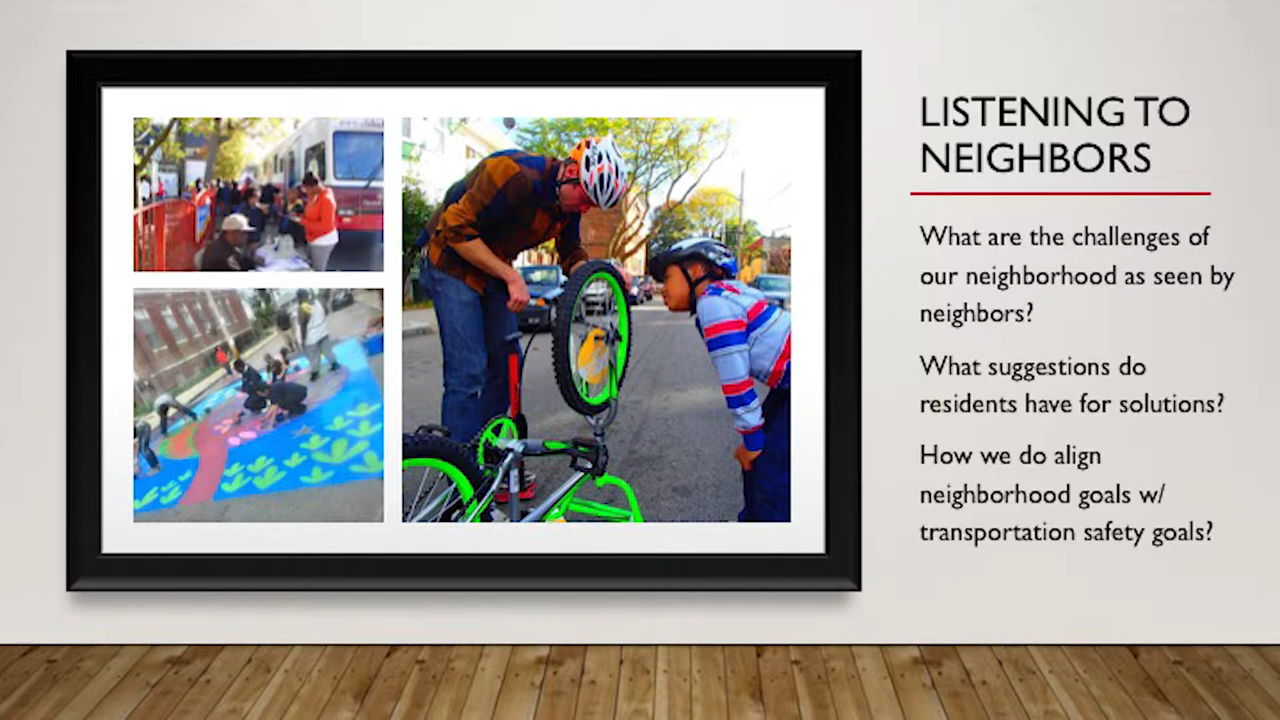 LISTENING TO
NEIGHBORS
What are the challenges of
our neighborhood as seen by
neighbors?
What suggestions do
residents have for solutions?
How we do align
neighborhood goals w/
transportation safety goals?